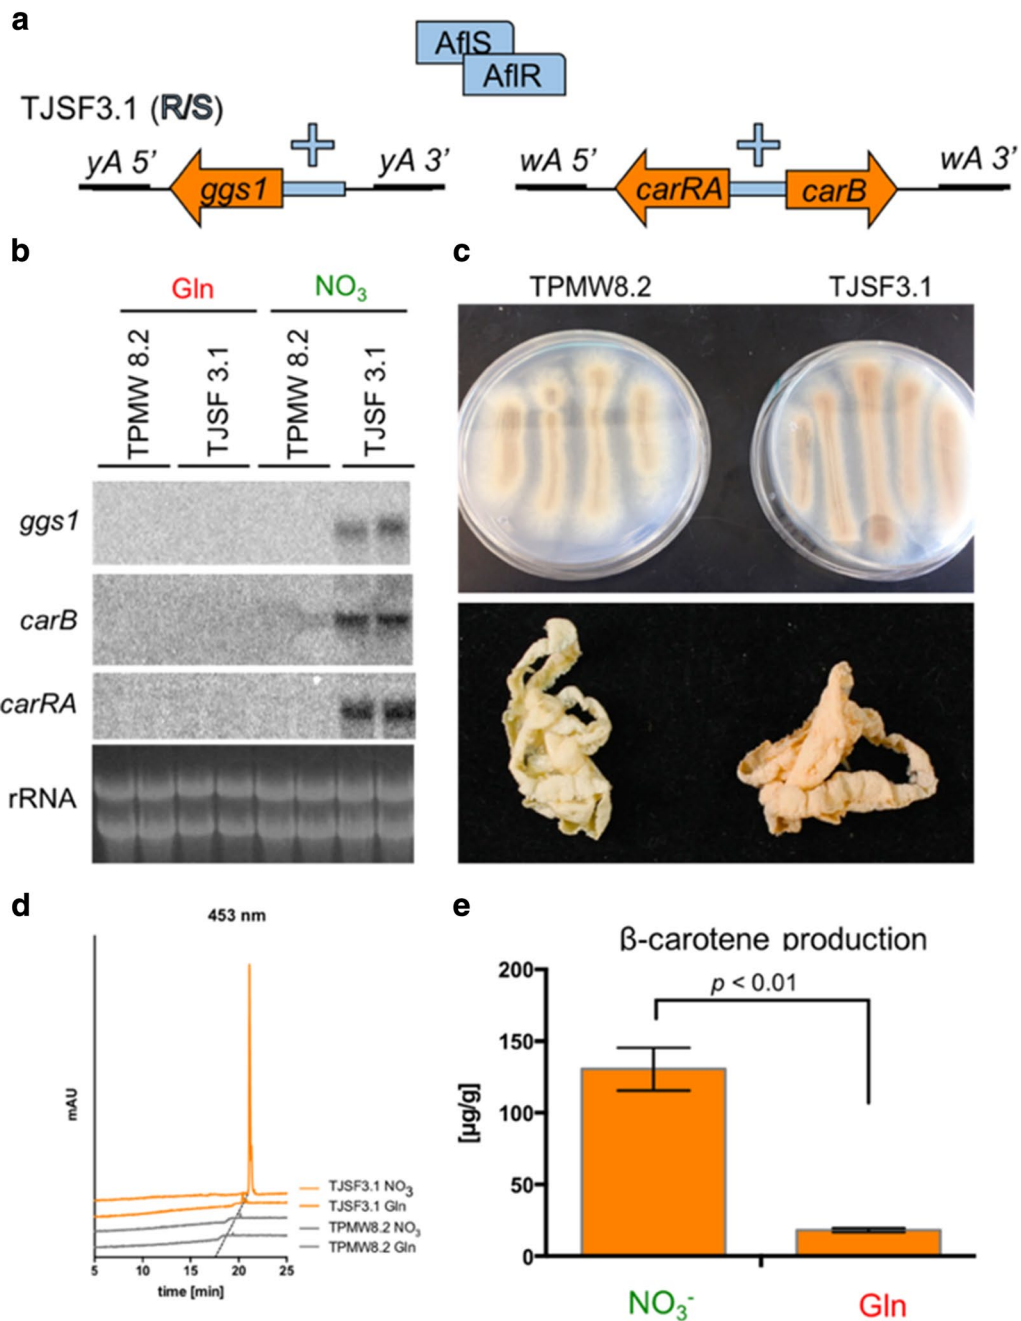 a
AflS
AflR
TJSF3.1 (R/S)
yA 5’
ggs1
yA 3’
wA 5’
carRA
carB
wA 3’
b
Gln
NO3
TPMW 8.2
TJSF 3.1
TPMW 8.2
TJSF 3.1
ggs1
carB
carRA
rRNA
c
TPMW8.2
TJSF3.1
d
453 nm
mAU
TJSF3.1 NO3
TJSF3.1 Gln
TPMW8.2 NO3
TPMW8.2 Gln
5 10 15 20 25
time [min]
e
ß-carotene production
p < 0.01
[µg/g]
200
150
100
50
0
NO3-
Gln